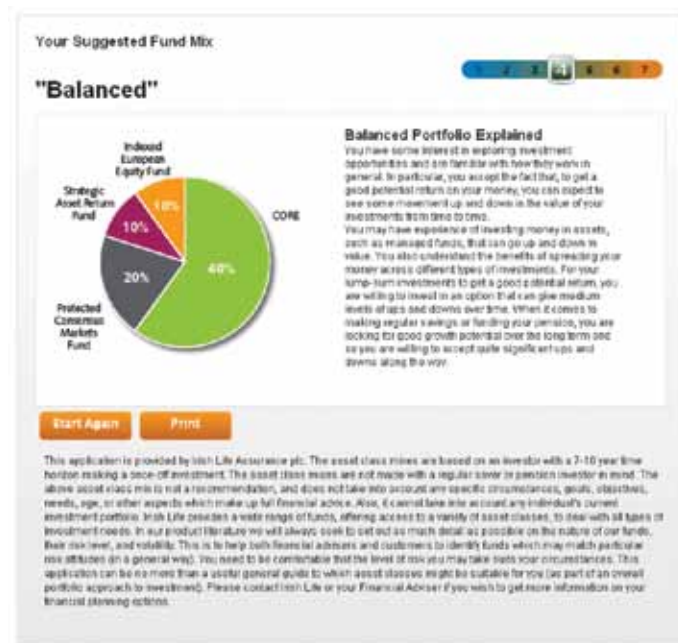 Your Suggested Fund Mix
1 2 3 4 5 6 7
"Balanced"
Indexed
European
Equity Fund
Strategic
Asset Return
Fund
Protected
Consensus
Markets
Fund
CORE
10%
10%
20%
60%
Balanced Portfolio Explained
You have some interest in exploring investment
opportunities and are familiar with how they work in
general. In particular, you accept the fact that, to get a
good potential return on your money, you can expect to
see some movement up and down in the value of your
investments from time to time.
You may have experience of investing money in assets,
such as managed funds, that can go up and down in
value. You also understand the benefits of spreading your
money across different types of investments. For your
lump-sum investments to get a good potential return, you
are willing to invest in an option that can give medium
levels of ups and downs over time. When it comes to
making regular savings or funding your pension, you are
looking for good growth potential over the long term and
so you are willing to accept quite significant ups and
downs along the way.
Start Again
Print
This application is provided by Irish Life Assurance plc. The asset class mixes are based on an investor with a 7-10 year time
horizon making a once-off investment. The asset class mixes are not made with a regular saver or pension investor in mind. The
above asset class mix is not a recommendation, and does not take into account any specific circumstances, goals, objectives,
needs, age, or other aspects which make up full financial advice. Also, it cannot take into account any individual's current
investment portfolio. Irish Life provides a wide range of funds, offering access to a variety of asset classes, to deal with all types of
investment needs. In our product literature we will always seek to set out as much detail as possible on the nature of our funds,
their risk level, and volatility. This is to help both financial advisers and customers to identify funds which may match particular
risk attitudes (in a general way). You need to be comfortable that the level of risk you may take suits your circumstances. This
application can be no more than a useful general guide to which asset classes might be suitable for you (as part of an overall
portfolio approach to investment). Please contact Irish Life or your Financial Adviser if you wish to get more information on your
financial planning options.